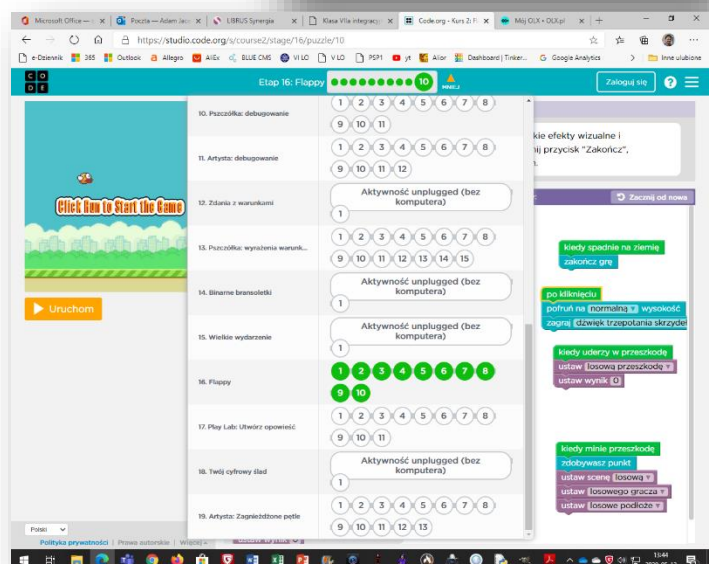 Microsoft Office
Poczta — Adam Jaz
LIBRUS Synergia
Klasa VIIa integracyj
Code.org - Kurs 2: Fl
Mój OLX • OLX.pl
https://studio.code.org/s/course2/stage/16/puzzle/10
e-Dziennik
365
Outlook
Allegro
AliEx
BLUE CMS
VI LO
V LO
PSP1
yt
Alior
Dashboard | Tinker...
Google Analytics
Inne ulubione
C O
D E
Etap 16: Flappy
10
MNIEJ
Zaloguj się
?
10. Pszczółka: debugowanie
1 2 3 4 5 6 7 8
9 10 11
11. Artysta: debugowanie
1 2 3 4 5 6 7 8
9 10 11 12
12. Zdania z warunkami
Aktywność unplugged (bez
komputera)
1
13. Pszczółka: wyrażenia warunk...
1 2 3 4 5 6 7 8
9 10 11 12 13 14 15
14. Binarne bransoletki
Aktywność unplugged (bez
komputera)
1
15. Wielkie wydarzenie
Aktywność unplugged (bez
komputera)
1
16. Flappy
1 2 3 4 5 6 7 8
9 10
17. Play Lab: Utwórz opowieść
1 2 3 4 5 6 7 8
9 10 11
18. Twój cyfrowy ślad
Aktywność unplugged (bez
komputera)
1
19. Artysta: Zagnieżdżone pętle
1 2 3 4 5 6 7 8
9 10 11 12 13
Click Run to Start the Game
Uruchom
kie efekty wizualne i
nij przycisk "Zakończ",
Zacznij od nowa
kiedy spadnie na ziemię
zakończ grę
po kliknięciu
pofruń na normalną wysokość
zagraj dźwięk trzepotania skrzydeł
kiedy uderzy w przeszkodę
ustaw losową przeszkodę
ustaw wynik 0
kiedy minie przeszkodę
zdobywasz punkt
ustaw scenę losową
ustaw losowego gracza
ustaw losowe podłoże
Polski
Polityka prywatności | Prawa autorskie | Więcej
13:44